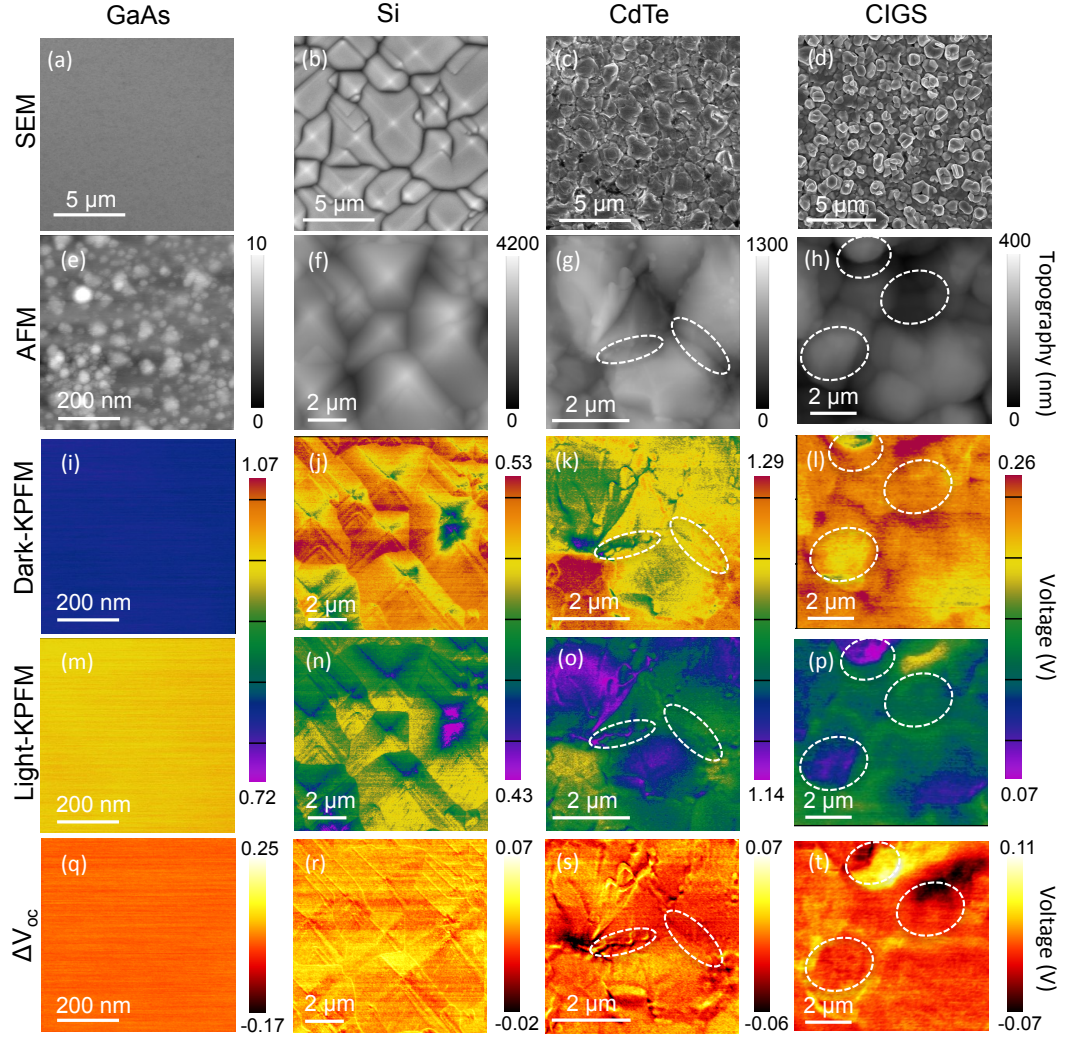 GaAs Si CdTe CIGS
SEM
(a) (b) (c) (d)
5 µm 5 µm 5 µm 5 µm
AFM
(e) 10 (f) 4200 (g) 1300 (h) 400
200 nm 0 2 µm 0 2 µm 0 2 µm 0
Topography (nm)
Dark-KPFM
(i) 1.07 (j) 0.53 (k) 1.29 (l) 0.26
200 nm 2 µm 2 µm 2 µm
Voltage (V)
Light-KPFM
(m) (n) (o) (p)
200 nm 0.72 2 µm 0.43 2 µm 1.14 2 µm 0.07
ΔVoc
(q) 0.25 (r) 0.07 (s) 0.07 (t) 0.11
200 nm -0.17 2 µm -0.02 2 µm -0.06 2 µm -0.07
Voltage (V)